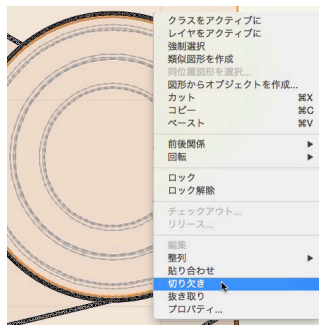 クラスをアクティブに
レイヤをアクティブに
強制選択
類似図形を作成
同位置図形を選択...
図形からオブジェクトを作成...
カット ⌘X
コピー ⌘C
ペースト ⌘V
前後関係 ▶
回転 ▶
ロック
ロック解除
チェックアウト...
リリース...
編集
整列 ▶
貼り合わせ
切り欠き
抜き取り
プロパティ...